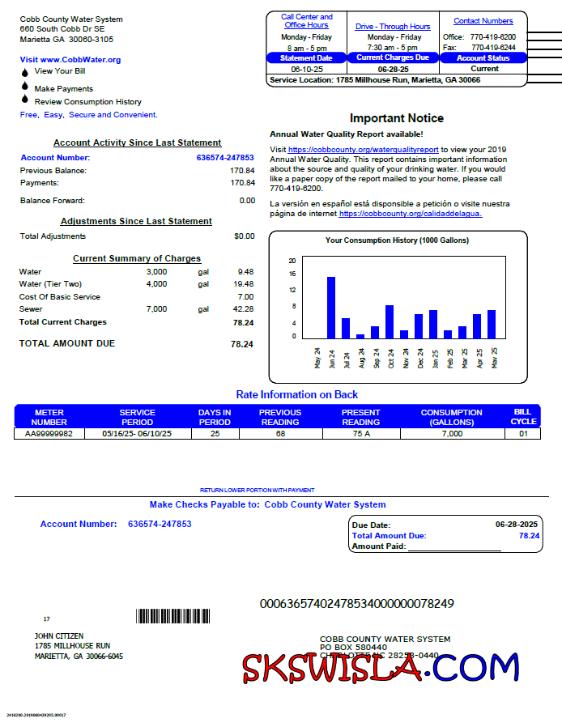 Cobb County Water System
660 South Cobb Dr SE
Marietta GA 30060-3105
Visit www.CobbWater.org
View Your Bill
Make Payments
Review Consumption History
Free, Easy, Secure and Convenient.
Call Center and Office Hours
Monday - Friday
8 am - 5 pm
Drive - Through Hours
Monday - Friday
7:30 am - 5 pm
Contact Numbers
Office: 770-419-6200
Fax: 770-419-6244
Statement Date Current Charges Due Account Status
06-10-25 06-28-25 Current
Service Location: 1785 Millhouse Run, Marietta, GA 30066
Important Notice
Annual Water Quality Report available!
Visit https://cobbcounty.org/waterqualityreport to view your 2019
Annual Water Quality. This report contains important information
about the source and quality of your drinking water. If you would
like a paper copy of the report mailed to your home, please call
770-419-6200.
La versión en español está disponible a petición o visite nuestra
página de internet https://cobbcounty.org/calidaddelagua.
Account Activity Since Last Statement
Account Number: 636574-247853
Previous Balance: 170.84
Payments: 170.84
Balance Forward: 0.00
Adjustments Since Last Statement
Total Adjustments $0.00
Current Summary of Charges
Water 3,000 gal 9.48
Water (Tier Two) 4,000 gal 19.48
Cost Of Basic Service 7.00
Sewer 7,000 gal 42.28
Total Current Charges 78.24
TOTAL AMOUNT DUE 78.24
Your Consumption History (1000 Gallons)
20
16
12
8
4
0
May 24 Jun 24 Jul 24 Aug 24 Sep 24 Oct 24 Nov 24 Dec 24 Jan 25 Feb 25 Mar 25 Apr 25 May 25
Rate Information on Back
METER NUMBER SERVICE PERIOD DAYS IN PERIOD PREVIOUS READING PRESENT READING CONSUMPTION (GALLONS) BILL CYCLE
AA99999982 05/16/25- 06/10/25 25 68 75 A 7,000 01
RETURN LOWER PORTION WITH PAYMENT
Make Checks Payable to: Cobb County Water System
Account Number: 636574-247853
Due Date: 06-28-2025
Total Amount Due: 78.24
Amount Paid:
00063657402478534000000078249
17
JOHN CITIZEN
1785 MILLHOUSE RUN
MARIETTA, GA 30066-6045
COBB COUNTY WATER SYSTEM
PO BOX 580440
CHARLOTTE NC 28258-0440
SKSWISLA.COM